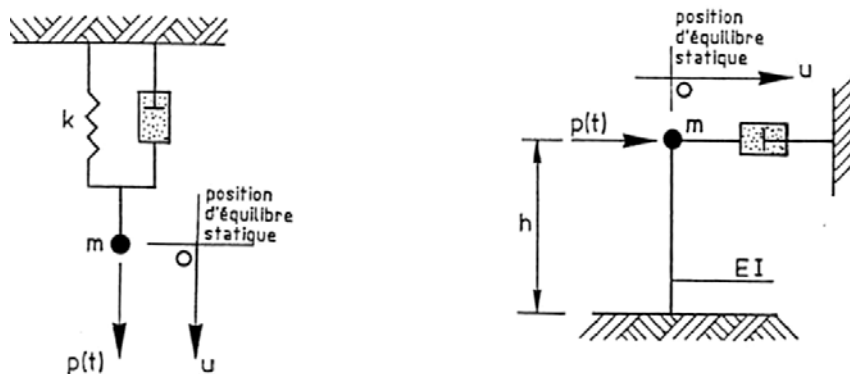 k
position
d'équilibre
statique
m
O
p(t)
u
position
d'équilibre
statique
u
O
p(t)
m
h
EI